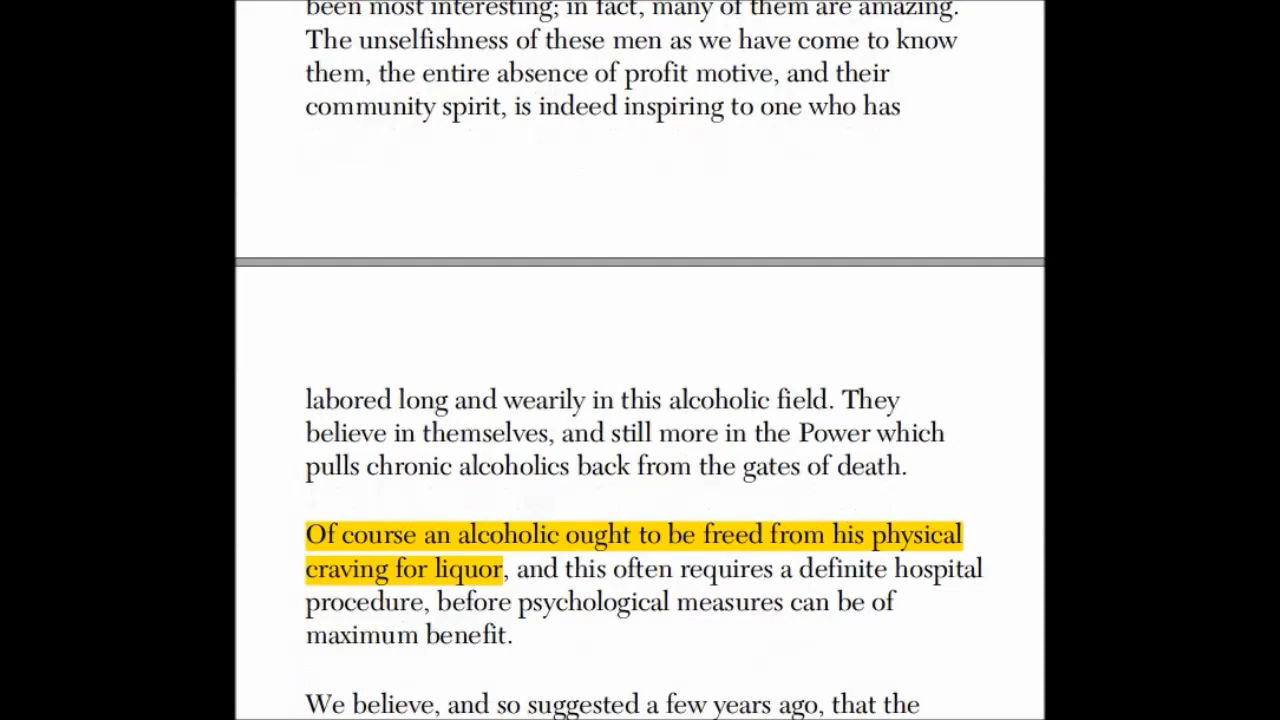 been most interesting; in fact, many of them are amazing.
The unselfishness of these men as we have come to know
them, the entire absence of profit motive, and their
community spirit, is indeed inspiring to one who has
labored long and wearily in this alcoholic field. They
believe in themselves, and still more in the Power which
pulls chronic alcoholics back from the gates of death.
Of course an alcoholic ought to be freed from his physical
craving for liquor, and this often requires a definite hospital
procedure, before psychological measures can be of
maximum benefit.
We believe, and so suggested a few years ago, that the